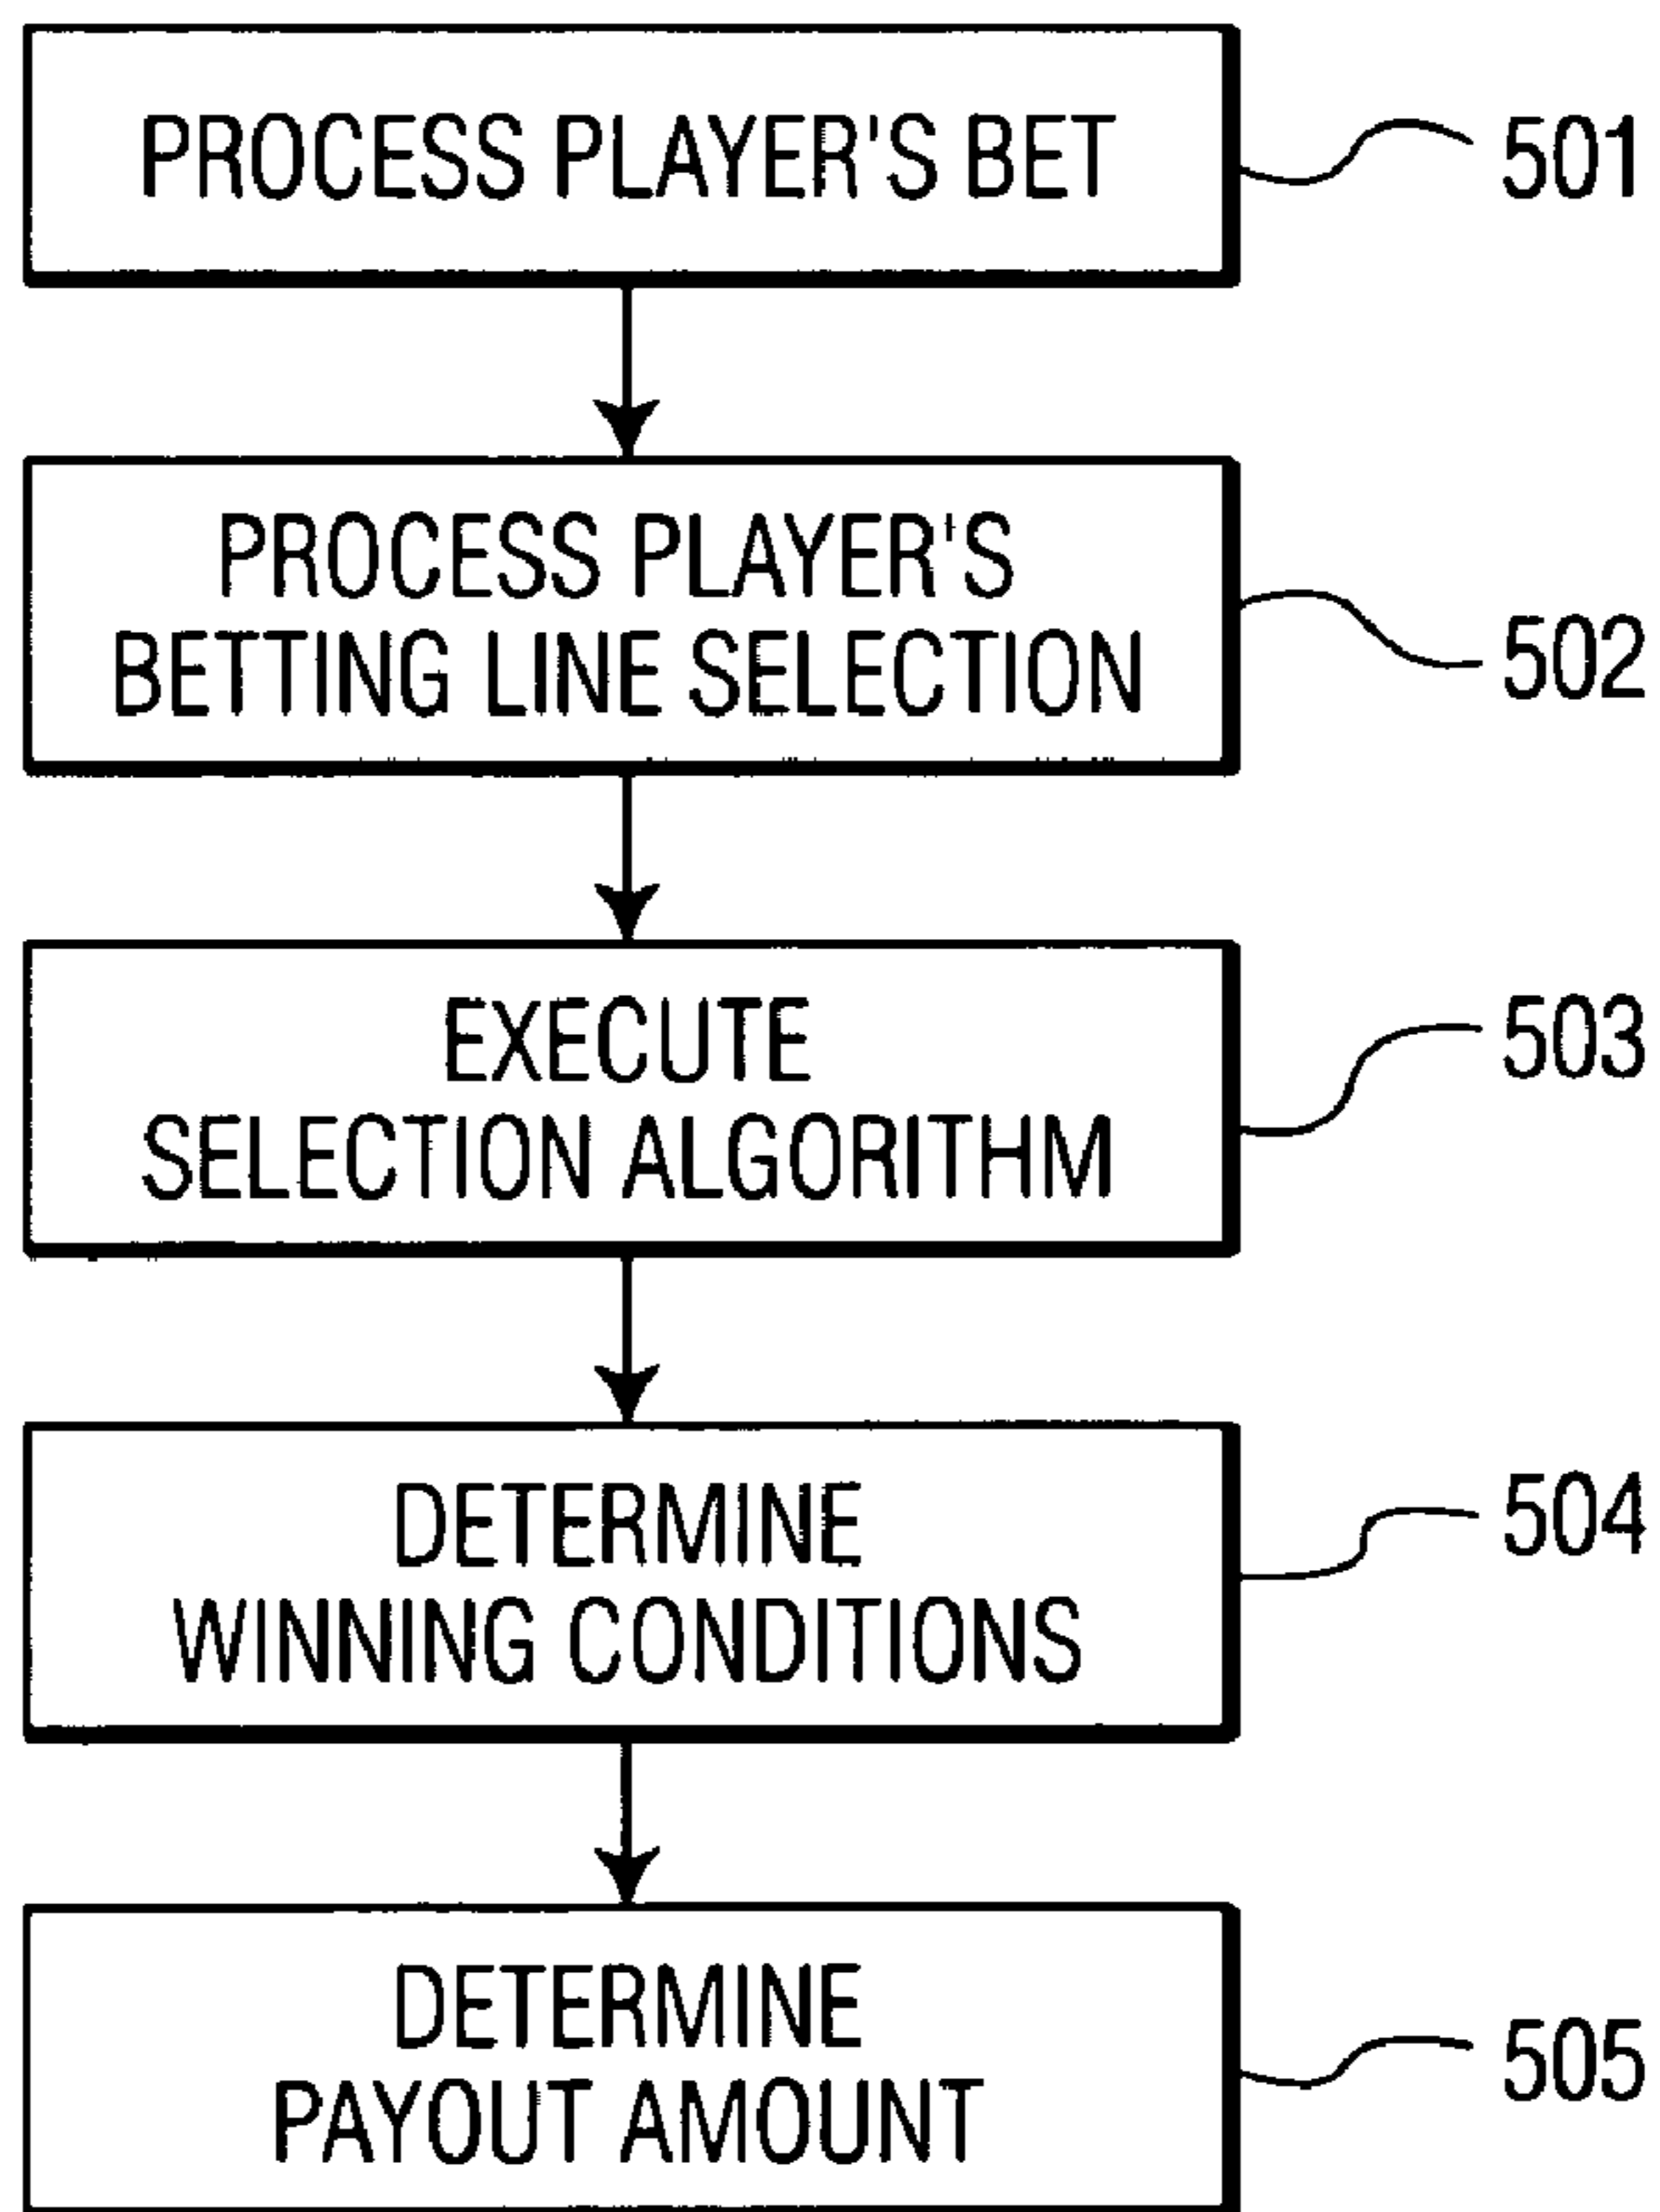 PROCESS PLAYER'S BET
501
PROCESS PLAYER'S
BETTING LINE SELECTION
502
EXECUTE
SELECTION ALGORITHM
503
DETERMINE
WINNING CONDITIONS
504
DETERMINE
PAYOUT AMOUNT
505